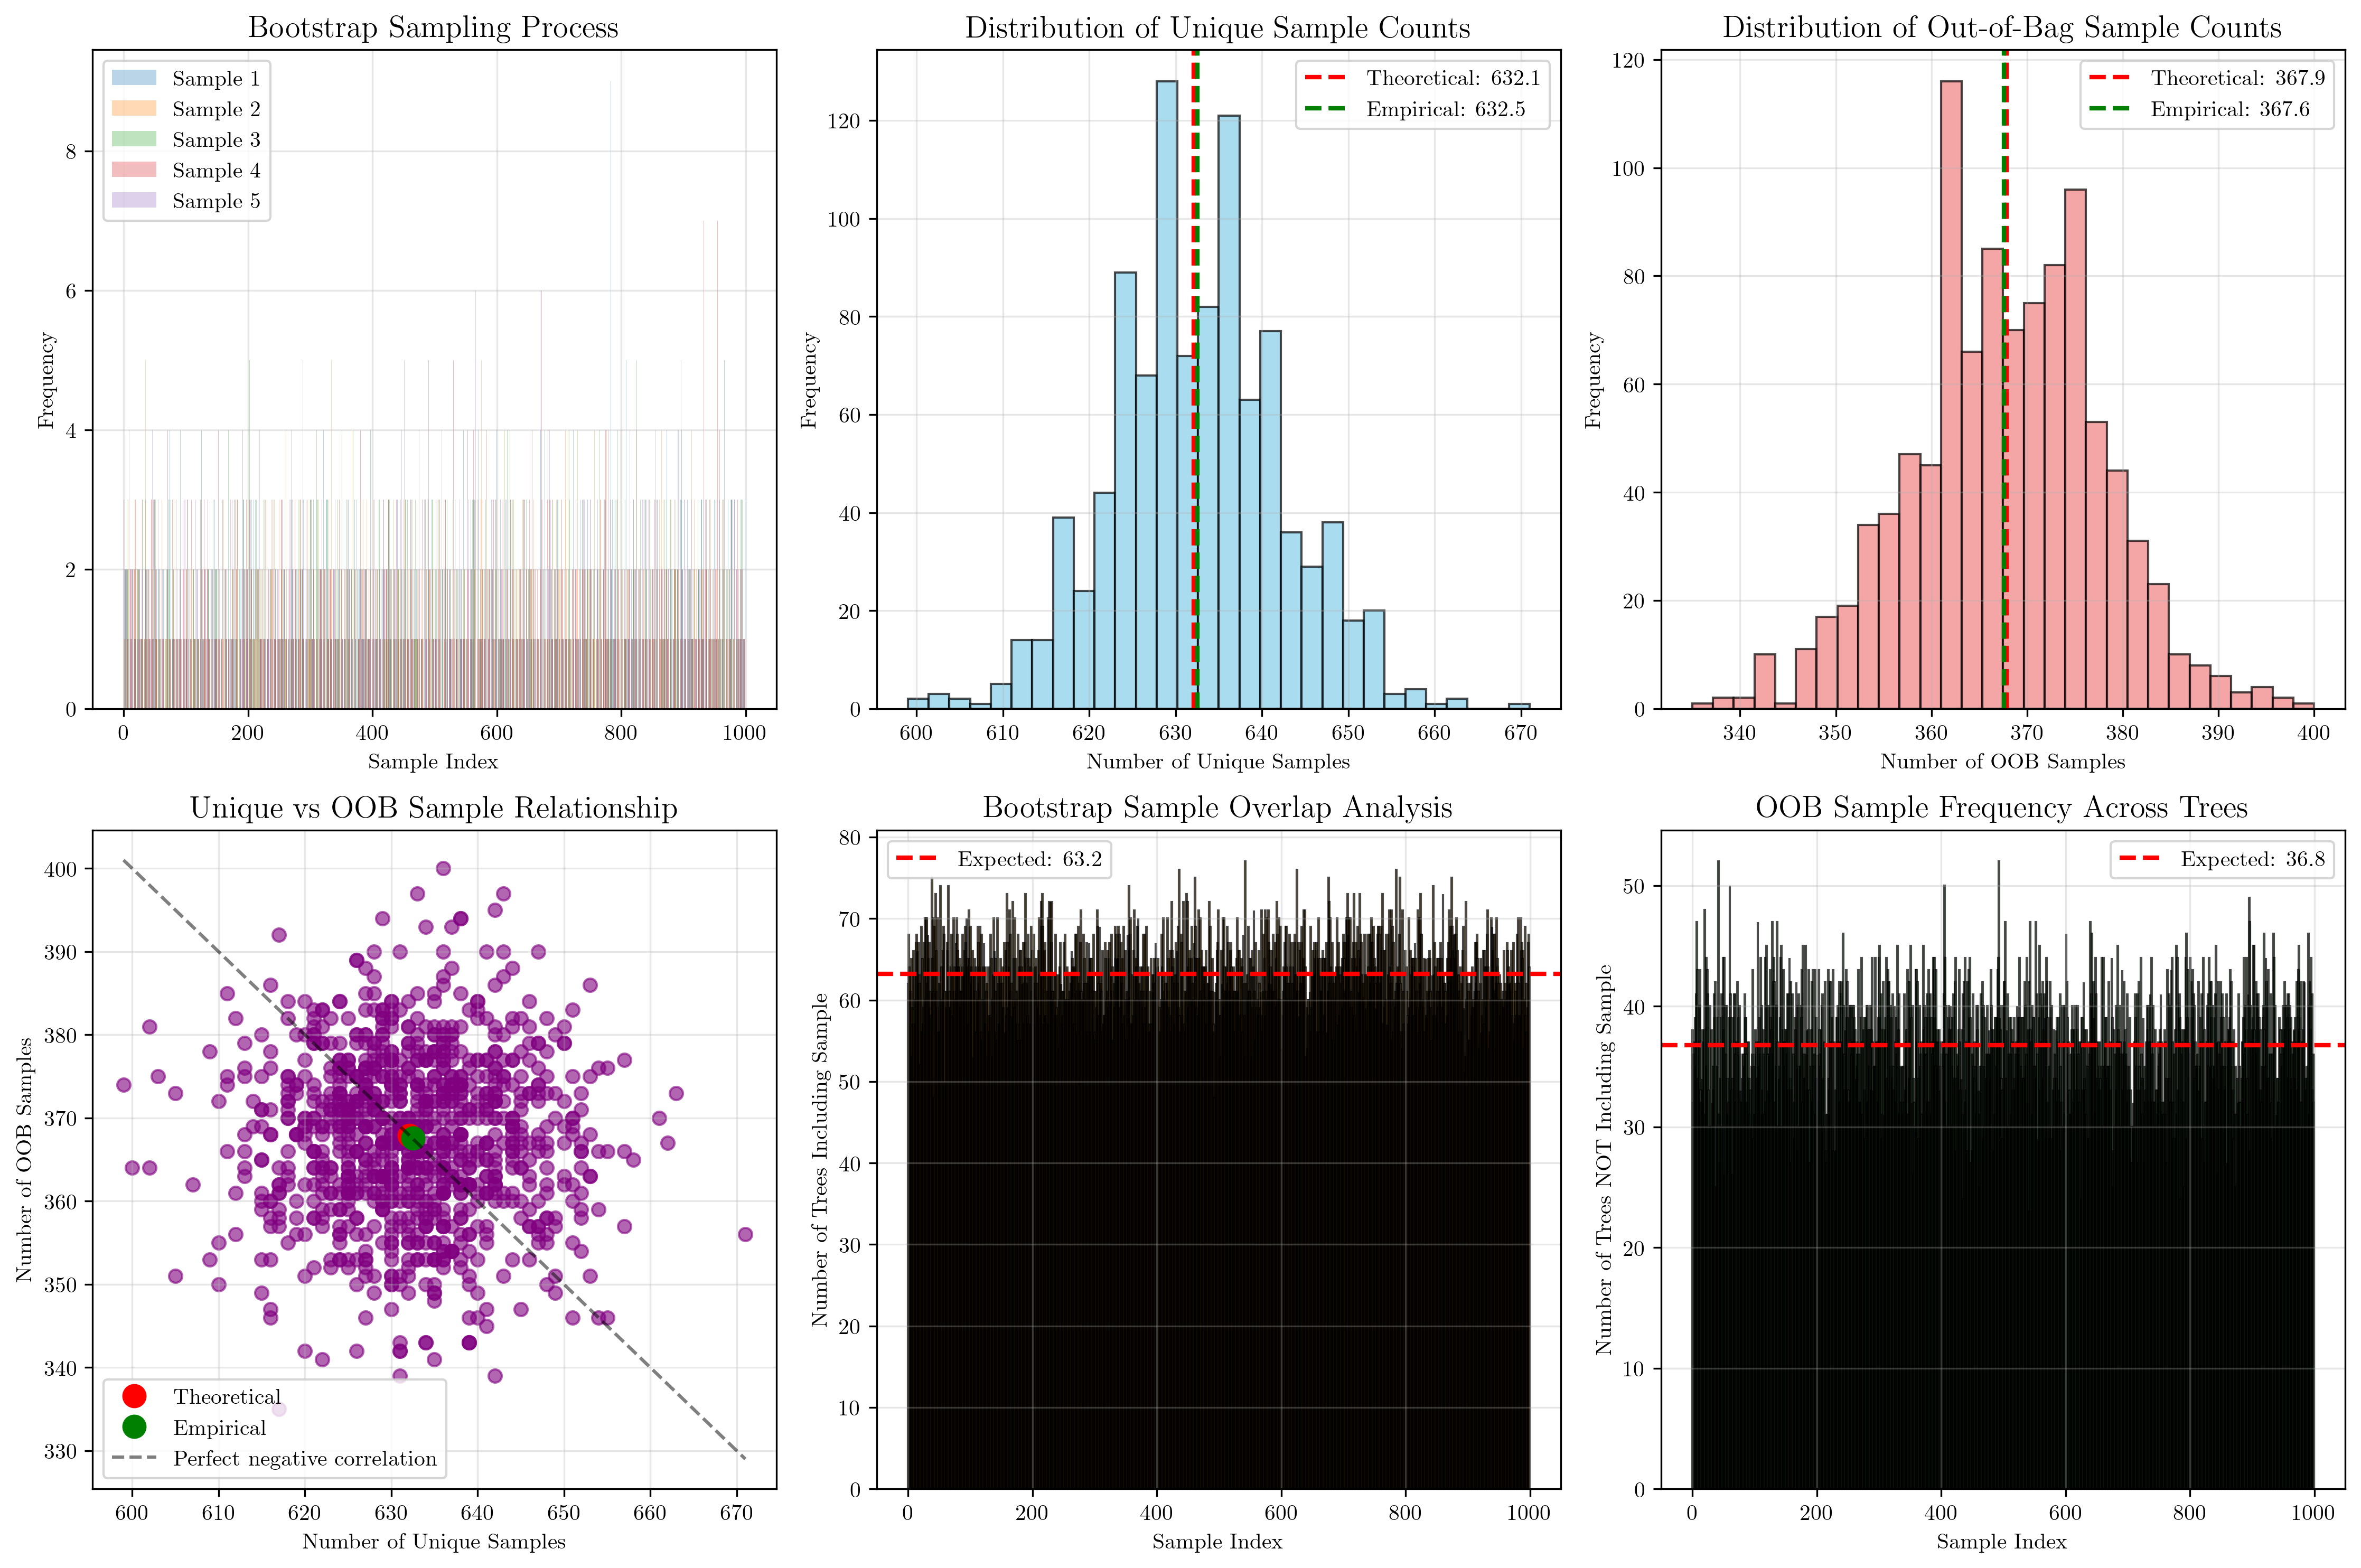 Bootstrap Sampling Process
Sample 1
Sample 2
Sample 3
Sample 4
Sample 5
Frequency
8
6
4
2
0
0 200 400 600 800 1000
Sample Index
Distribution of Unique Sample Counts
Theoretical: 632.1
Empirical: 632.5
Frequency
120
100
80
60
40
20
0
600 610 620 630 640 650 660 670
Number of Unique Samples
Distribution of Out-of-Bag Sample Counts
Theoretical: 367.9
Empirical: 367.6
Frequency
120
100
80
60
40
20
0
340 350 360 370 380 390 400
Number of OOB Samples
Unique vs OOB Sample Relationship
Number of OOB Samples
400
390
380
370
360
350
340
330
Theoretical
Empirical
Perfect negative correlation
600 610 620 630 640 650 660 670
Number of Unique Samples
Bootstrap Sample Overlap Analysis
Expected: 63.2
Number of Trees Including Sample
80
70
60
50
40
30
20
10
0
0 200 400 600 800 1000
Sample Index
OOB Sample Frequency Across Trees
Expected: 36.8
Number of Trees NOT Including Sample
50
40
30
20
10
0
0 200 400 600 800 1000
Sample Index